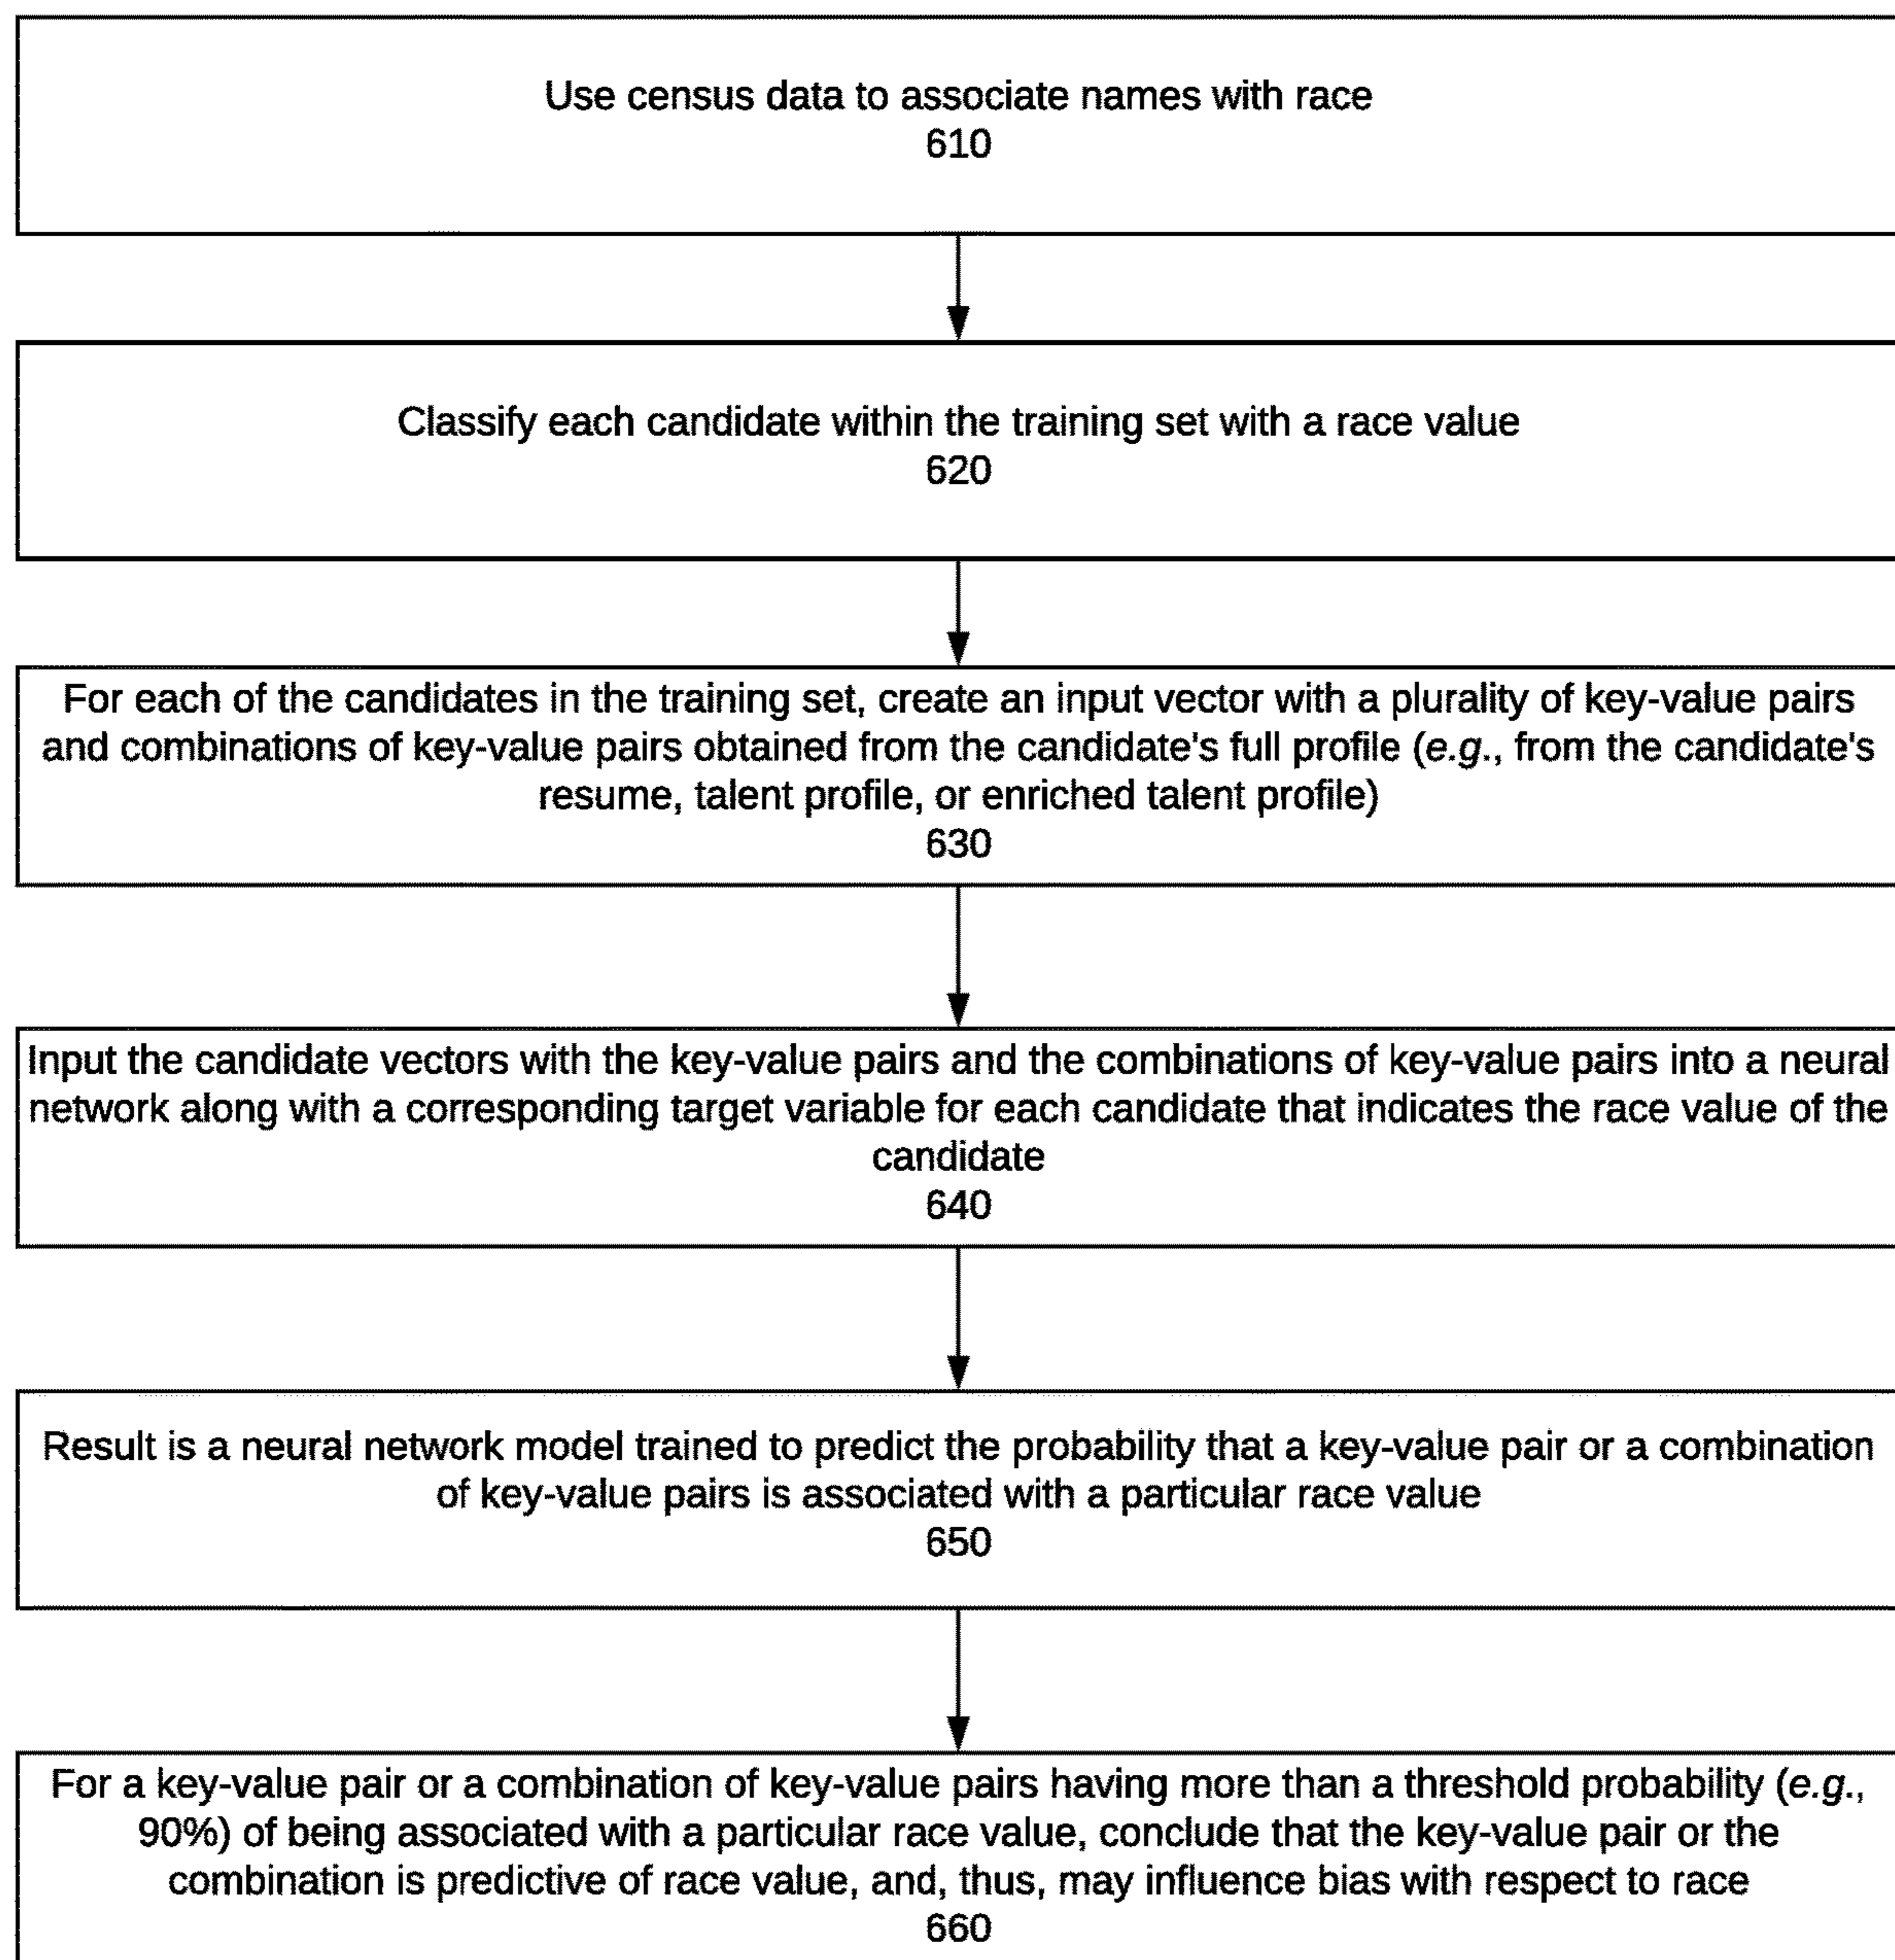 Use census data to associate names with race
610
Classify each candidate within the training set with a race value
620
For each of the candidates in the training set, create an input vector with a plurality of key-value pairs
and combinations of key-value pairs obtained from the candidate's full profile (e.g., from the candidate's
resume, talent profile, or enriched talent profile)
630
Input the candidate vectors with the key-value pairs and the combinations of key-value pairs into a neural
network along with a corresponding target variable for each candidate that indicates the race value of the
candidate
640
Result is a neural network model trained to predict the probability that a key-value pair or a combination
of key-value pairs is associated with a particular race value
650
For a key-value pair or a combination of key-value pairs having more than a threshold probability (e.g.,
90%) of being associated with a particular race value, conclude that the key-value pair or the
combination is predictive of race value, and, thus, may influence bias with respect to race
660